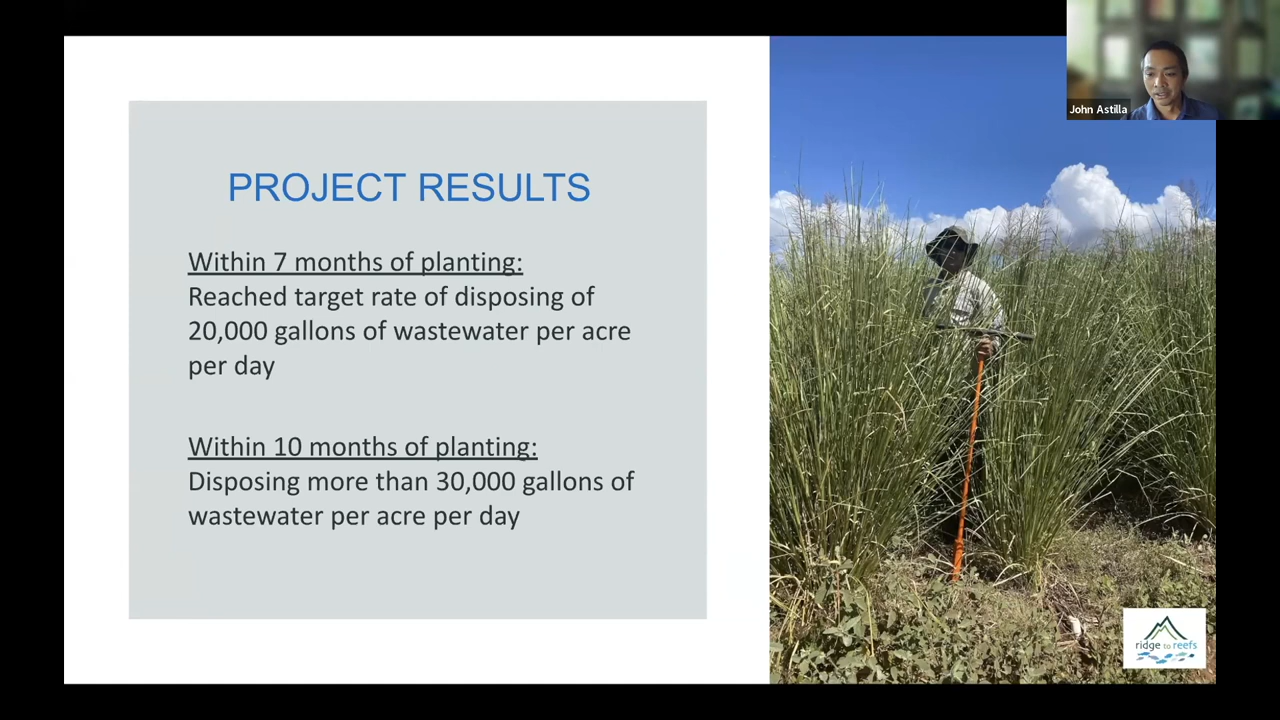 John Astilla
PROJECT RESULTS
Within 7 months of planting:
Reached target rate of disposing of
20,000 gallons of wastewater per acre
per day
Within 10 months of planting:
Disposing more than 30,000 gallons of
wastewater per acre per day
ridge to reefs